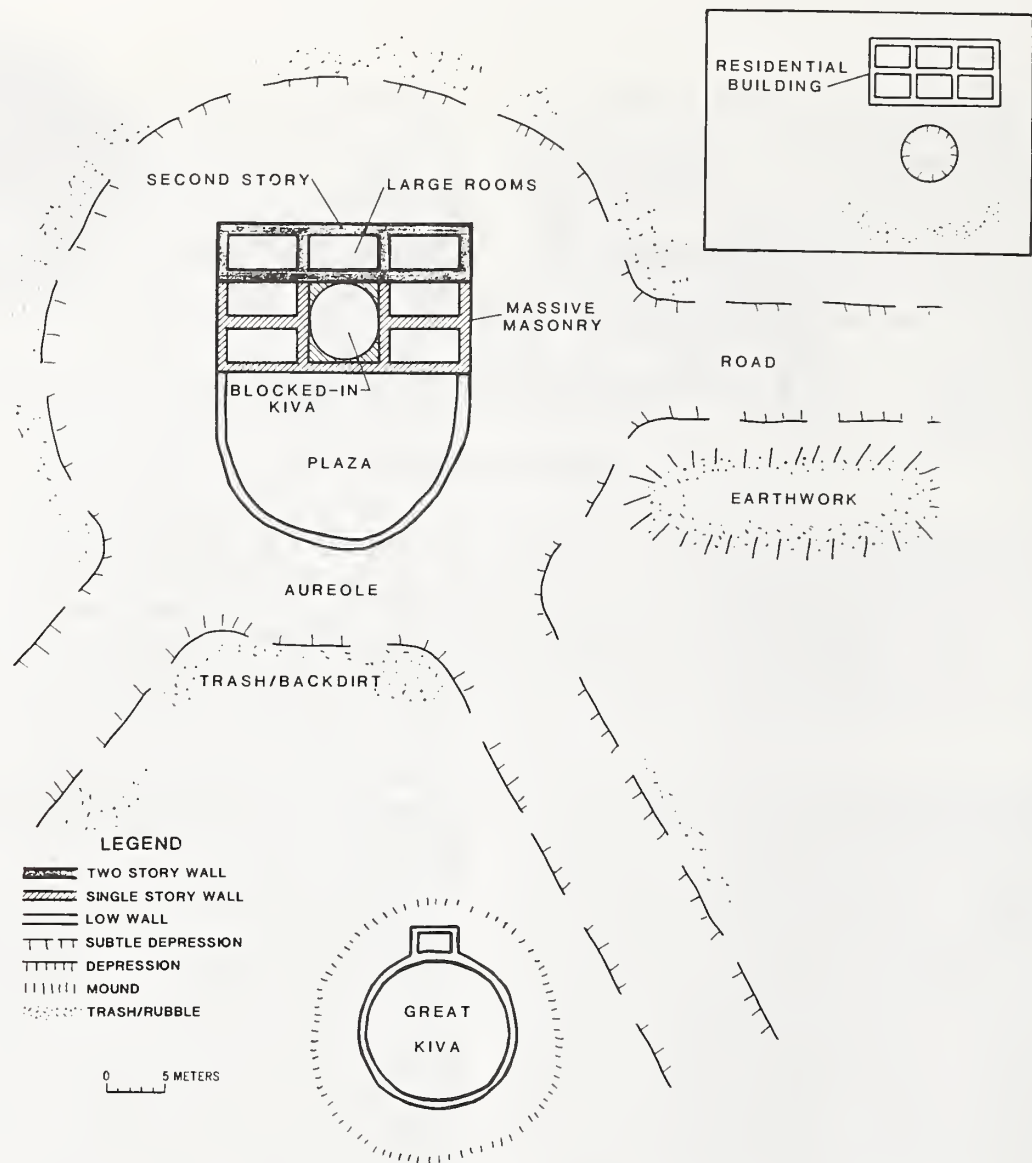 RESIDENTIAL
BUILDING
SECOND STORY
LARGE ROOMS
MASSIVE
MASONRY
BLOCKED-IN
KIVA
ROAD
PLAZA
EARTHWORK
AUREOLE
TRASH/BACKDIRT
LEGEND
TWO STORY WALL
SINGLE STORY WALL
LOW WALL
SUBTLE DEPRESSION
DEPRESSION
MOUND
TRASH/RUBBLE
0 5 METERS
GREAT
KIVA